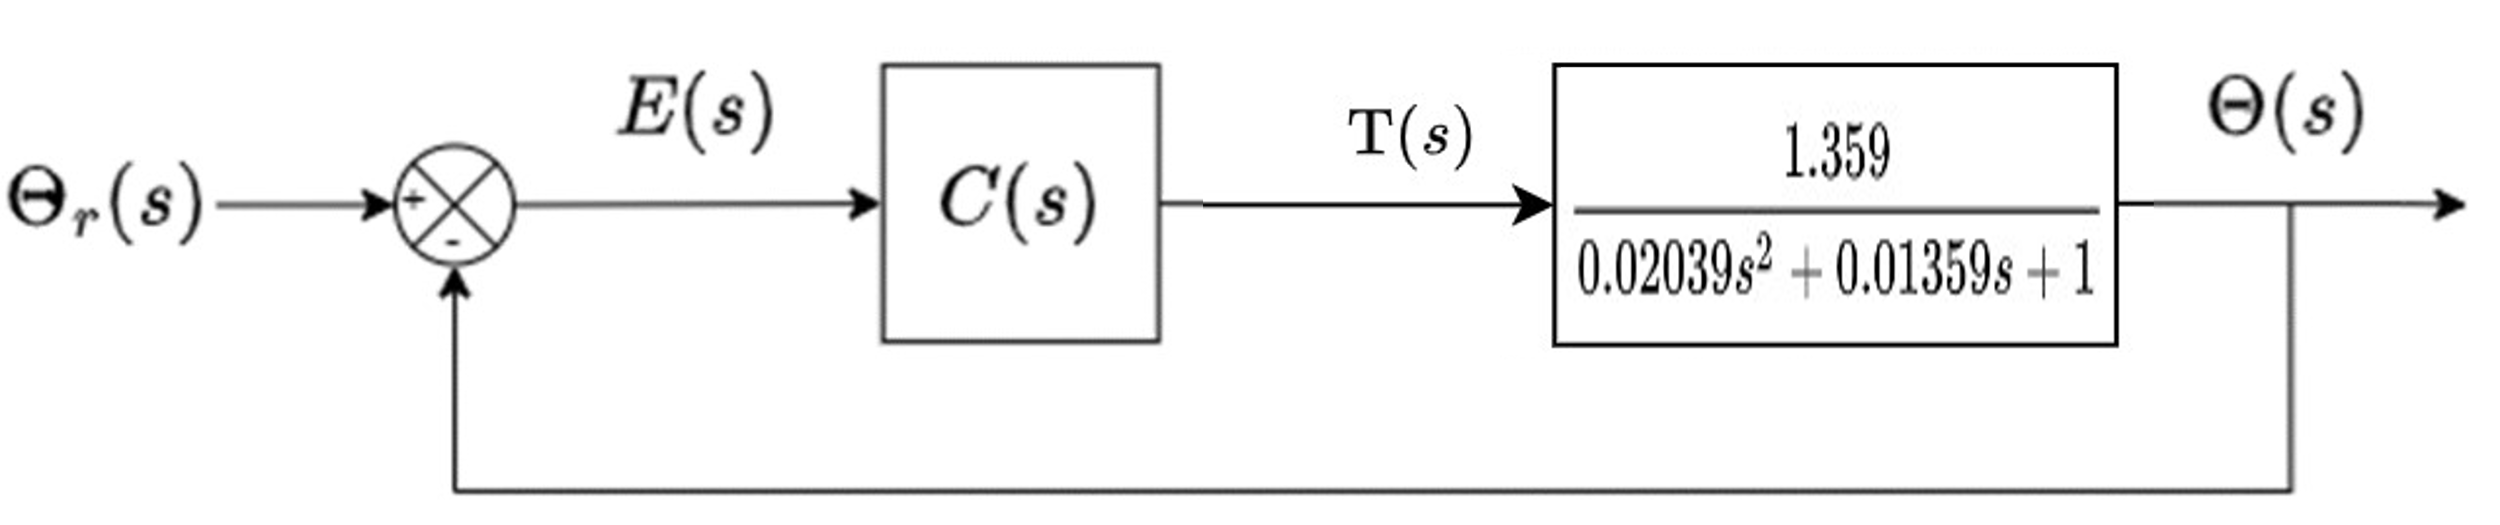 Θᵣ(s)
+
-
E(s)
C(s)
T(s)
1.359
0.02039s² + 0.01359s + 1
Θ(s)